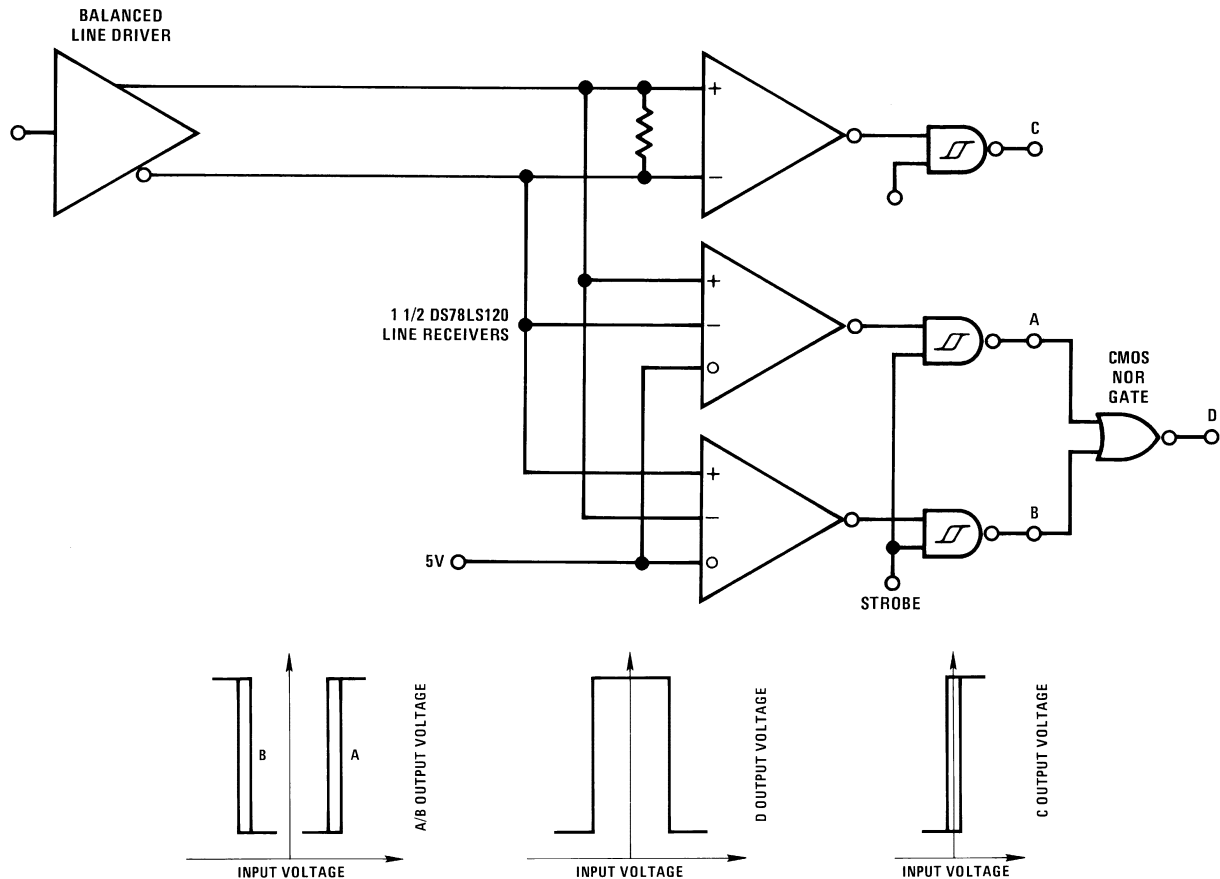 BALANCED
LINE DRIVER
+
−
C
+
−
1 1/2 DS78LS120
LINE RECEIVERS
A
CMOS
NOR
GATE
D
+
−
B
5V
STROBE
B
A
A/B OUTPUT VOLTAGE
INPUT VOLTAGE
D OUTPUT VOLTAGE
INPUT VOLTAGE
C OUTPUT VOLTAGE
INPUT VOLTAGE